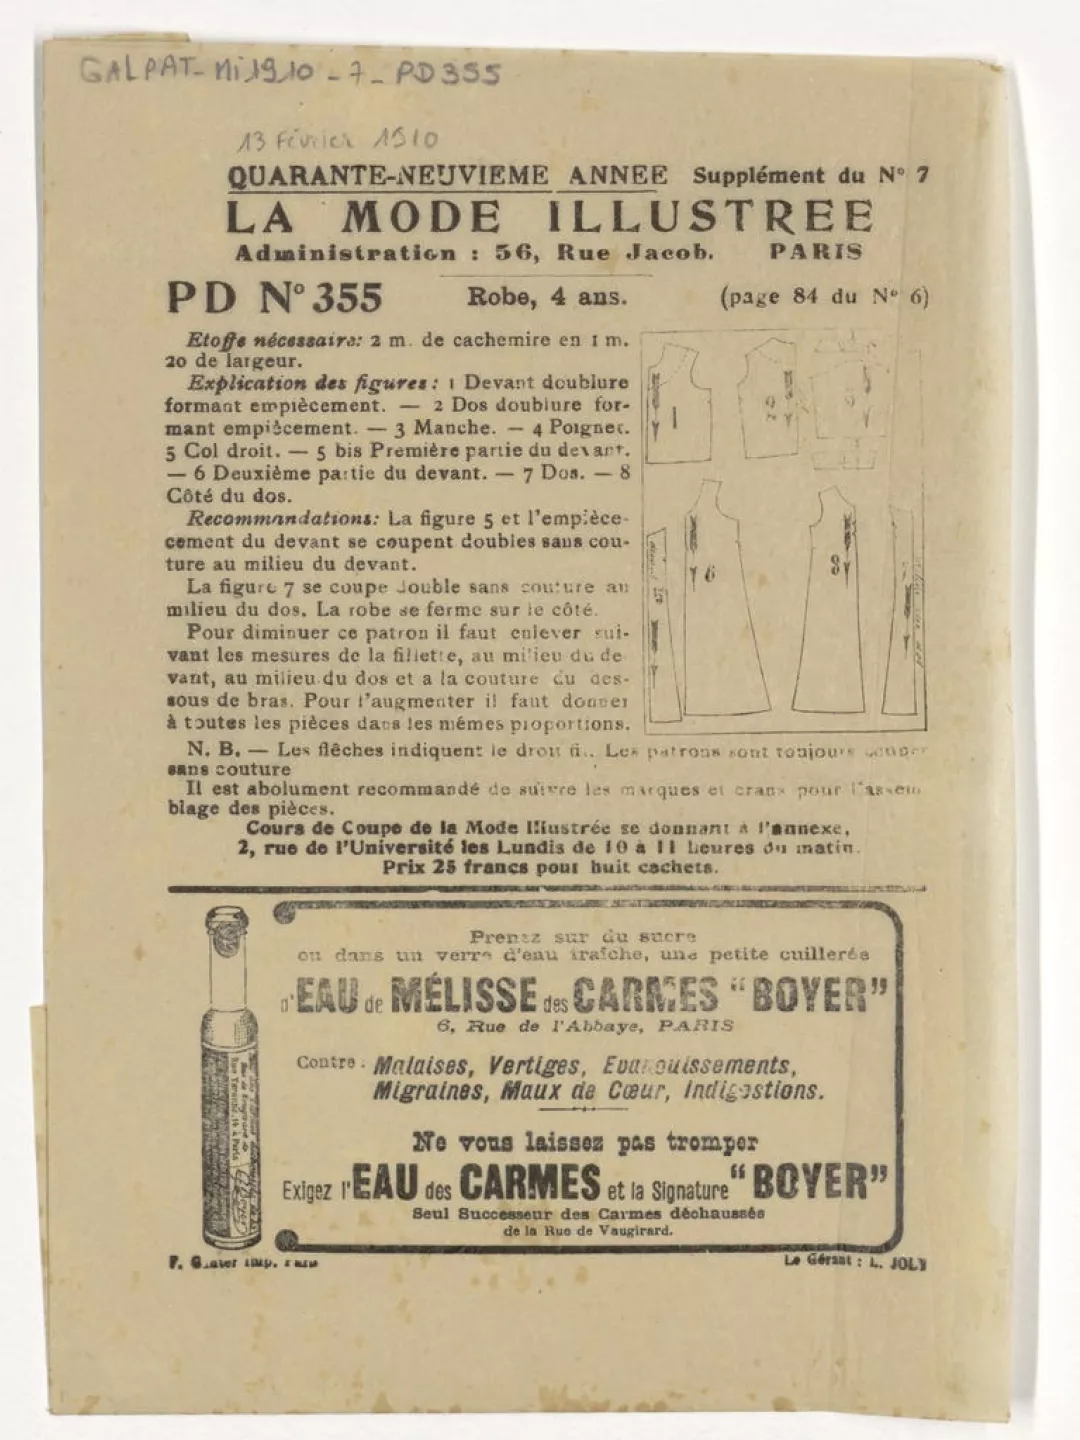 GALPAT-Mi1910-7-PD355
13 Février 1910
QUARANTE-NEUVIEME ANNEE Supplément du N° 7
LA MODE ILLUSTREE
Administration : 56, Rue Jacob. PARIS
PD N° 355 Robe, 4 ans. (page 84 du N° 6)
Etoffe nécessaire: 2 m. de cachemire en 1 m.
20 de largeur.
Explication des figures: 1 Devant doublure
formant empiècement. — 2 Dos doublure for-
mant empiècement. — 3 Manche. — 4 Poignet.
5 Col droit. — 5 bis Première partie du devant.
— 6 Deuxième partie du devant. — 7 Dos. — 8
Côté du dos.
Recommandations: La figure 5 et l'empièce-
cement du devant se coupent doubles sans cou-
ture au milieu du devant.
La figure 7 se coupe double sans couture au
milieu du dos. La robe se ferme sur le côté.
Pour diminuer ce patron il faut enlever sui-
vant les mesures de la fillette, au milieu du de
vant, au milieu du dos et a la couture du des-
sous de bras. Pour l'augmenter il faut donner
à toutes les pièces dans les mêmes proportions.
1
6
8
N. B. — Les flêches indiquent le droit fil. Les patrons sont toujours coupés
sans couture
Il est abolument recommandé de suivre les marques et crans pour l'assem
blage des pièces.
Cours de Coupe de la Mode Illustrée se donnant à l'annexe,
2, rue de l'Université les Lundis de 10 à 11 heures du matin.
Prix 25 francs pour huit cachets.
Prenez sur du sucre
ou dans un verre d'eau fraîche, une petite cuillerée
d'EAU de MÉLISSE des CARMES "BOYER"
6, Rue de l'Abbaye, PARIS
Contre : Malaises, Vertiges, Evanouissements,
Migraines, Maux de Cœur, Indigestions.
Ne vous laissez pas tromper
Exigez l'EAU des CARMES et la Signature "BOYER"
Seul Successeur des Carmes déchaussés
de la Rue de Vaugirard.
F. Imp. Paris Le Gérant : L. JOLY